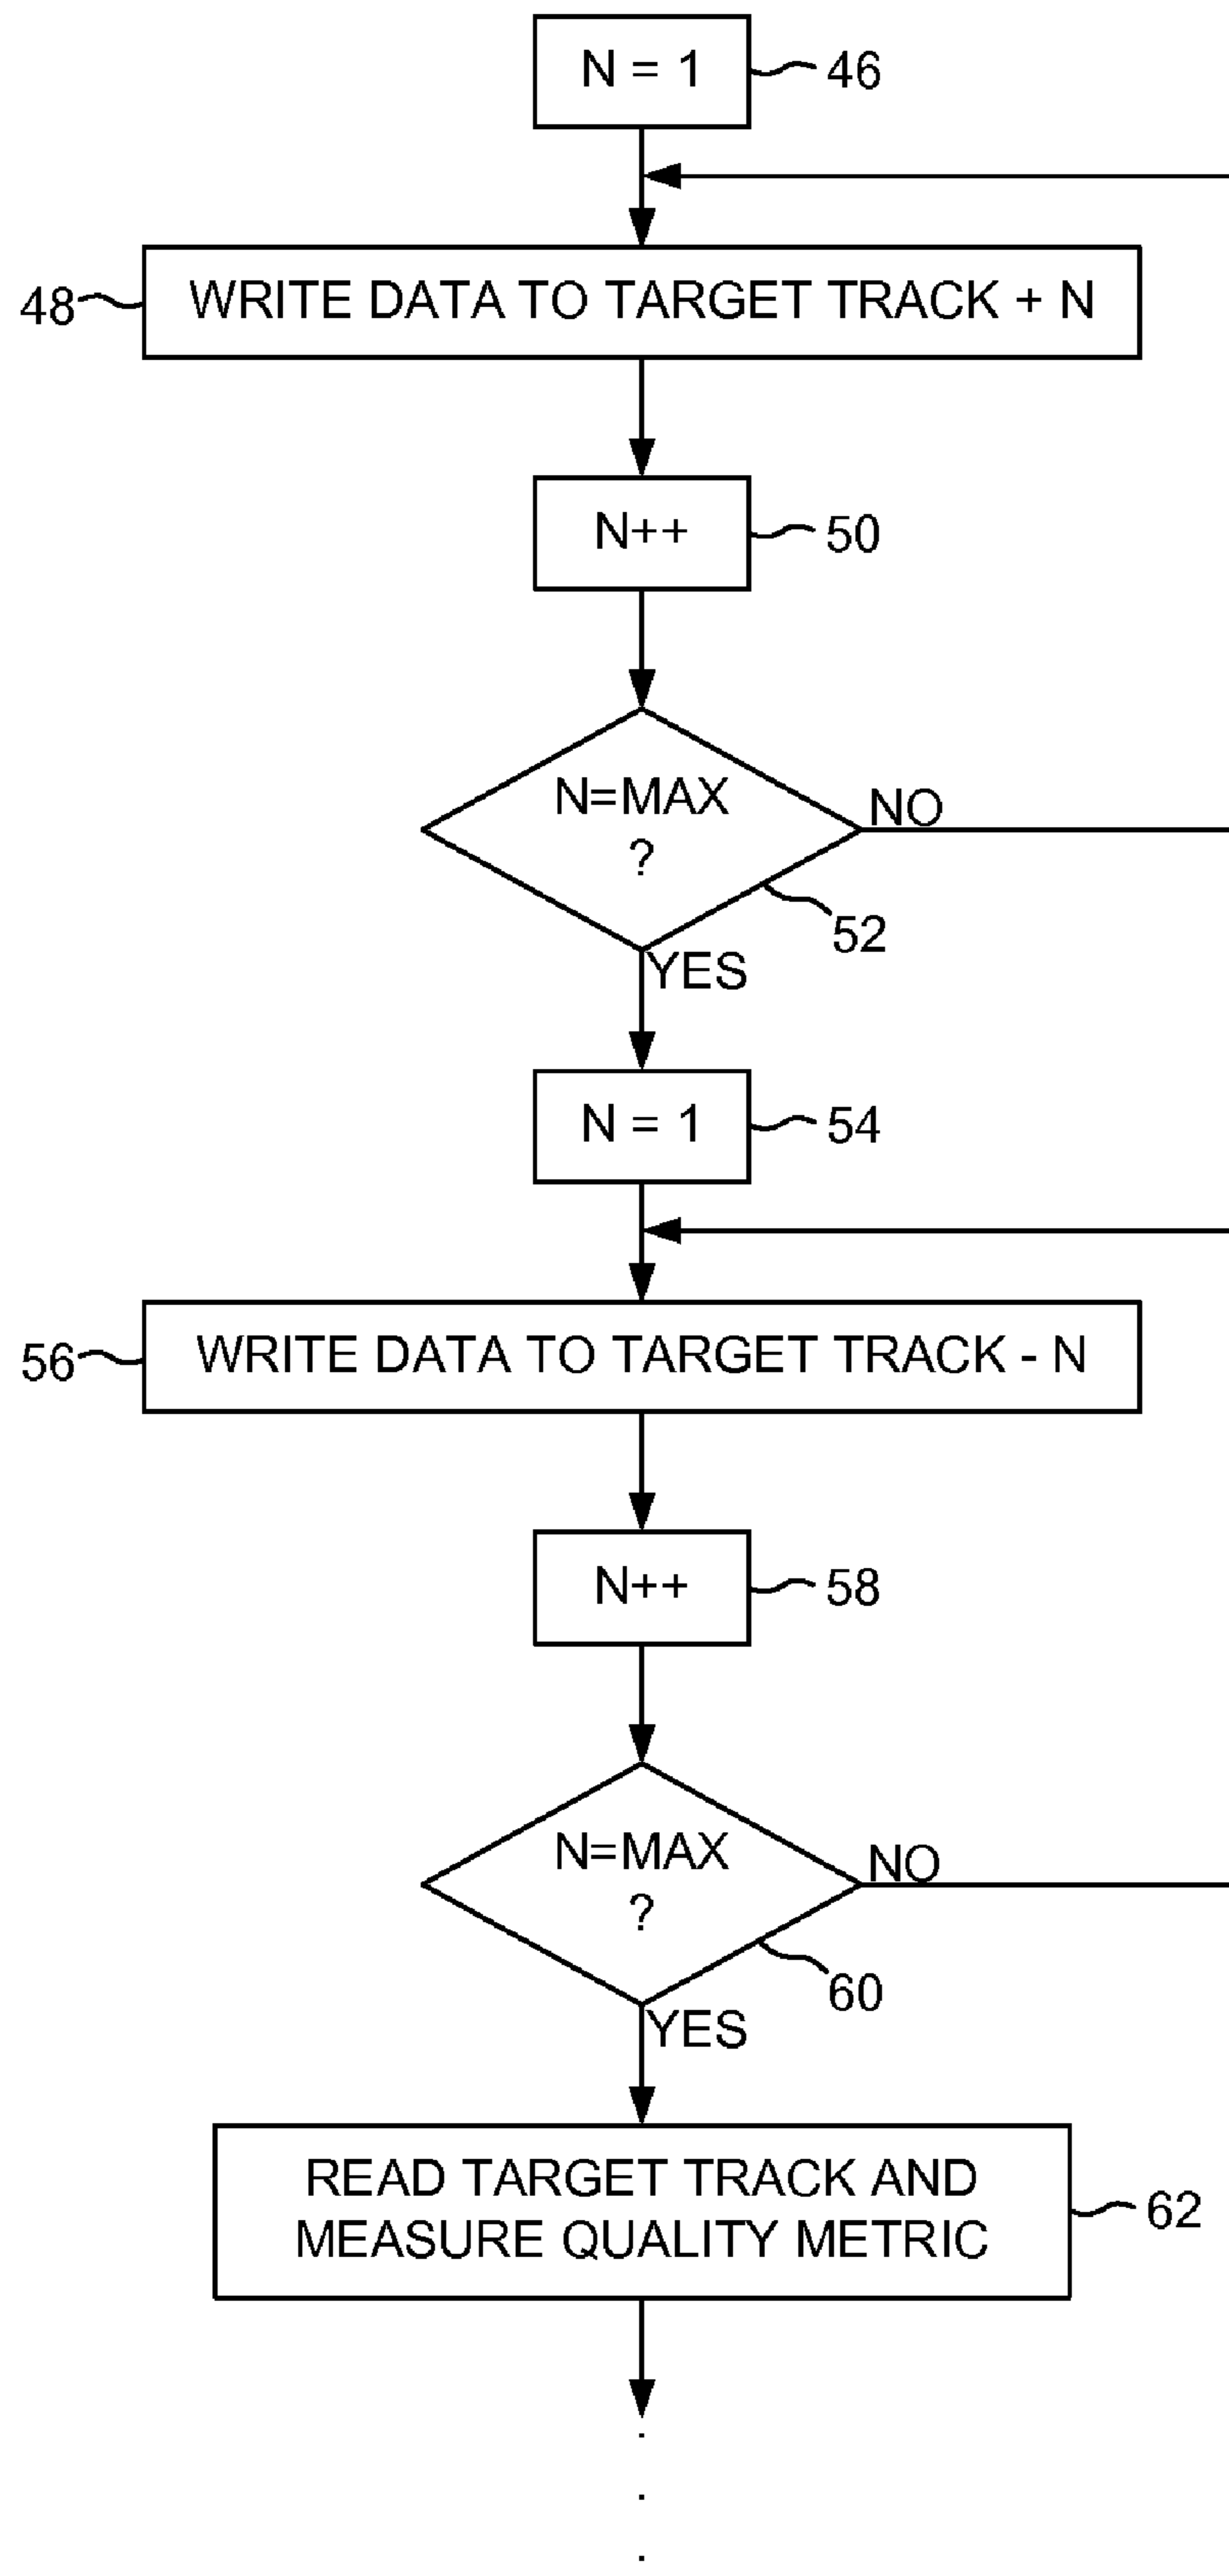 N = 1
46
48
WRITE DATA TO TARGET TRACK + N
N++
50
N=MAX
?
NO
52
YES
N = 1
54
56
WRITE DATA TO TARGET TRACK - N
N++
58
N=MAX
?
NO
60
YES
READ TARGET TRACK AND
MEASURE QUALITY METRIC
62
.
.
.